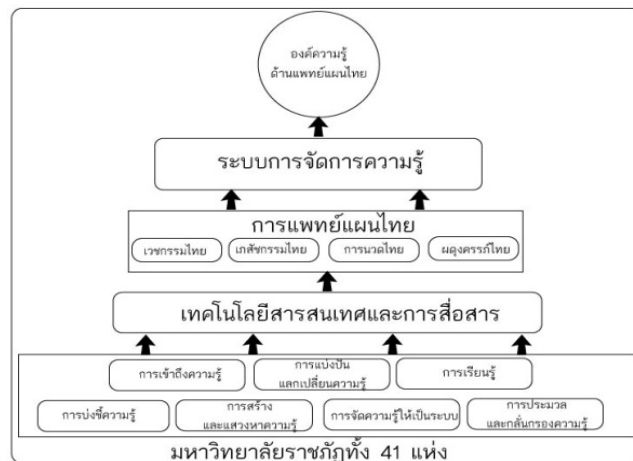 องค์ความรู้
ด้านแพทย์แผนไทย
ระบบการจัดการความรู้
การแพทย์แผนไทย
เวชกรรมไทย
เภสัชกรรมไทย
การนวดไทย
ผดุงครรภ์ไทย
เทคโนโลยีสารสนเทศและการสื่อสาร
การเข้าถึงความรู้
การแบ่งปัน
แลกเปลี่ยนความรู้
การเรียนรู้
การบ่งชี้ความรู้
การสร้าง
และแสวงหาความรู้
การจัดความรู้ให้เป็นระบบ
การประมวล
และกลั่นกรองความรู้
มหาวิทยาลัยราชภัฏทั้ง 41 แห่ง